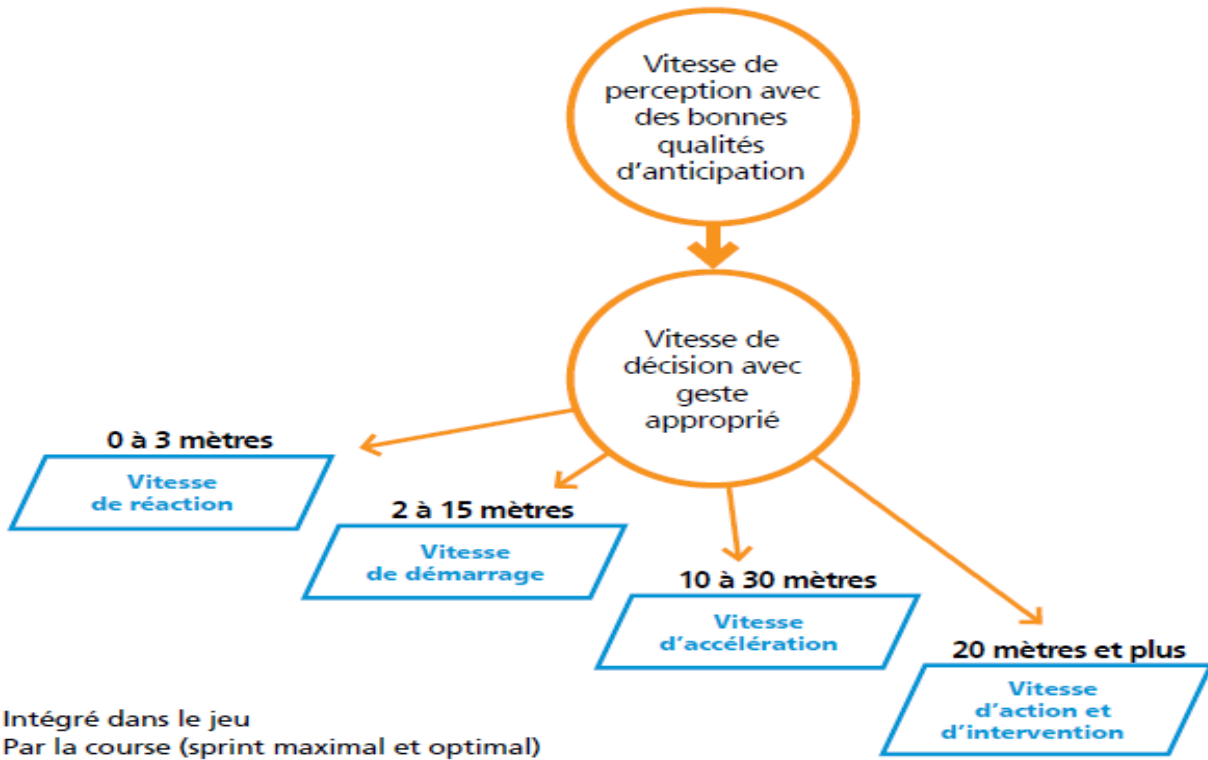 Vitesse de
perception avec
des bonnes
qualités
d'anticipation
Vitesse de
décision avec
geste
approprié
0 à 3 mètres
Vitesse
de réaction
2 à 15 mètres
Vitesse
de démarrage
10 à 30 mètres
Vitesse
d'accélération
20 mètres et plus
Vitesse
d'action et
d'intervention
Intégré dans le jeu
Par la course (sprint maximal et optimal)